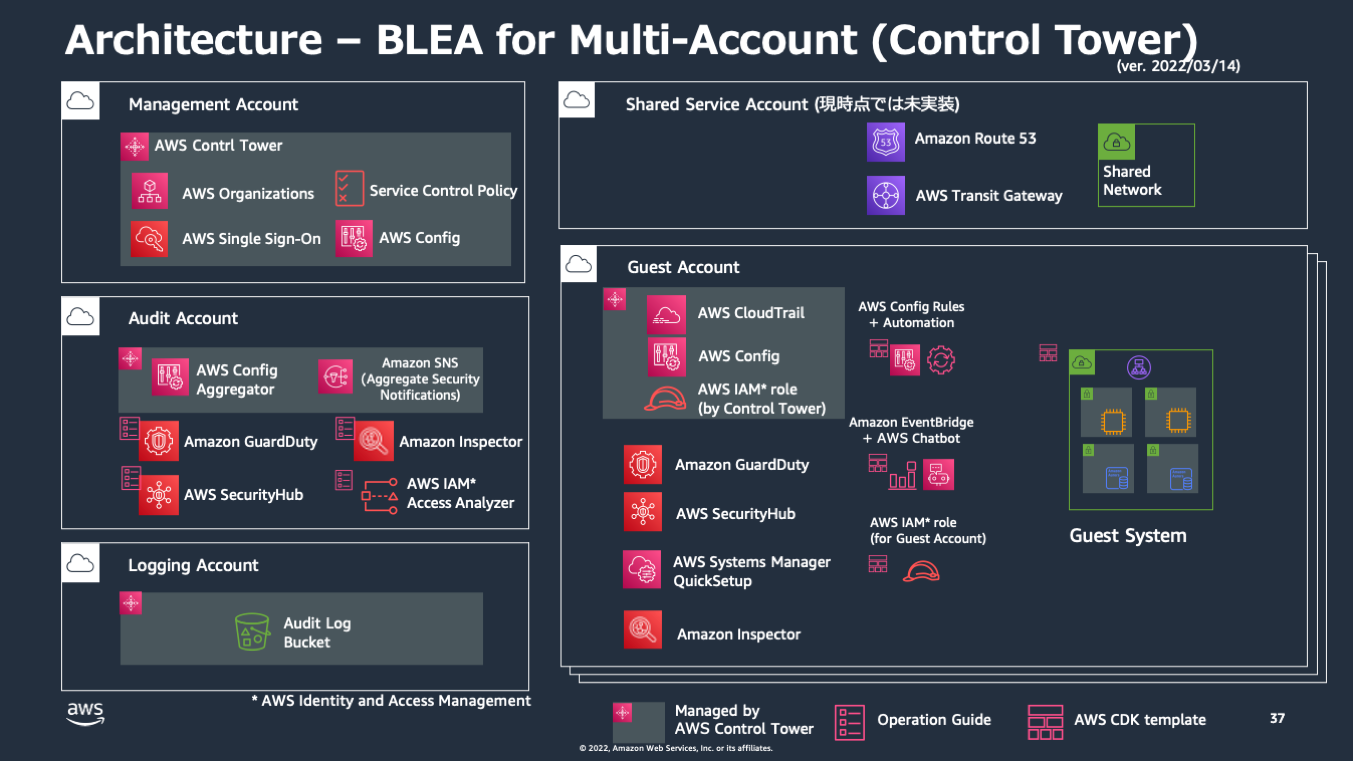 Architecture – BLEA for Multi-Account (Control Tower)
(ver. 2022/03/14)
Management Account
AWS Contrl Tower
AWS Organizations
Service Control Policy
AWS Single Sign-On
AWS Config
Audit Account
AWS Config
Aggregator
Amazon SNS
(Aggregate Security
Notifications)
Amazon GuardDuty
Amazon Inspector
AWS SecurityHub
AWS IAM*
Access Analyzer
Logging Account
Audit Log
Bucket
* AWS Identity and Access Management
Shared Service Account (現時点では未実装)
53
Amazon Route 53
AWS Transit Gateway
Shared
Network
Guest Account
AWS CloudTrail
AWS Config
AWS IAM* role
(by Control Tower)
Amazon GuardDuty
AWS SecurityHub
AWS Systems Manager
QuickSetup
Amazon Inspector
AWS Config Rules
+ Automation
Amazon EventBridge
+ AWS Chatbot
AWS IAM* role
(for Guest Account)
Guest System
aws
Managed by
AWS Control Tower
Operation Guide
AWS CDK template
37
© 2022, Amazon Web Services, Inc. or its affiliates.